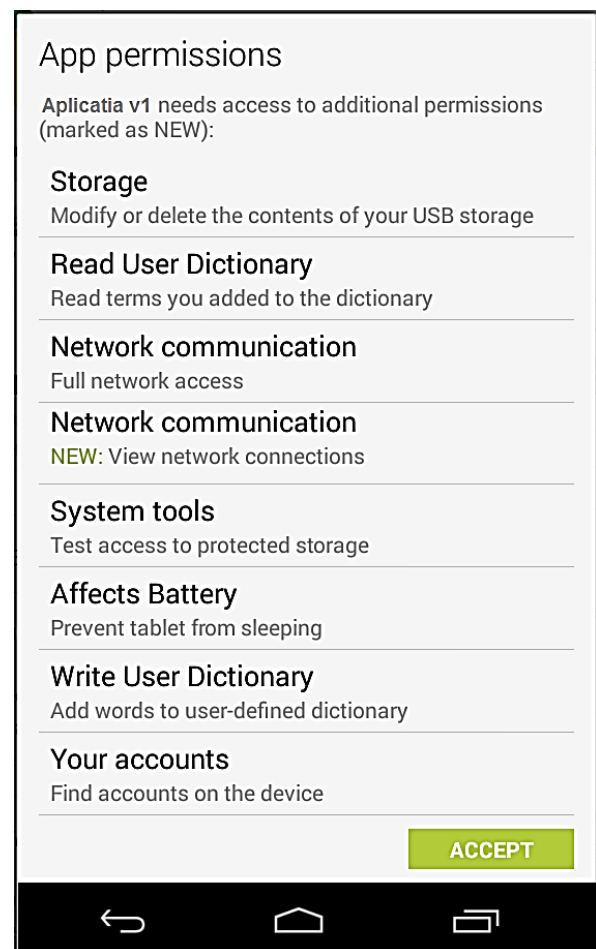 App permissions
Aplicatia v1 needs access to additional permissions
(marked as NEW):
Storage
Modify or delete the contents of your USB storage
Read User Dictionary
Read terms you added to the dictionary
Network communication
Full network access
Network communication
NEW: View network connections
System tools
Test access to protected storage
Affects Battery
Prevent tablet from sleeping
Write User Dictionary
Add words to user-defined dictionary
Your accounts
Find accounts on the device
ACCEPT